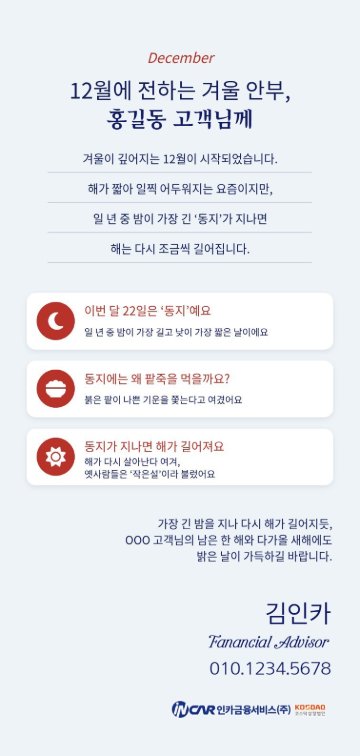 December
12월에 전하는 겨울 안부,
홍길동 고객님께
겨울이 깊어지는 12월이 시작되었습니다.
해가 짧아 일찍 어두워지는 요즘이지만,
일 년 중 밤이 가장 긴 '동지'가 지나면
해는 다시 조금씩 길어집니다.
이번 달 22일은 '동지'예요
일 년 중 밤이 가장 길고 낮이 가장 짧은 날이에요
동지에는 왜 팥죽을 먹을까요?
붉은 팥이 나쁜 기운을 쫓는다고 여겼어요
동지가 지나면 해가 길어져요
해가 다시 살아난다 여겨,
옛사람들은 '작은설'이라 불렀어요
가장 긴 밤을 지나 다시 해가 길어지듯,
OOO 고객님의 남은 한 해와 다가올 새해에도
밝은 날이 가득하길 바랍니다.
김인카
Fanancial Advisor
010.1234.5678
INCAR 인카금융서비스(주) KOSDAQ
코스닥상장법인